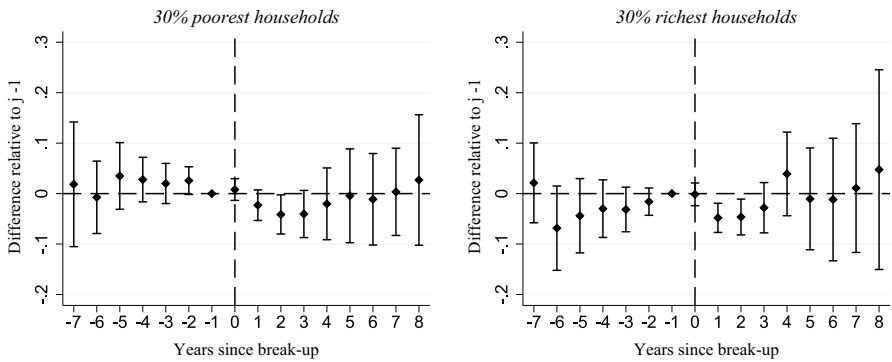 30% poorest households
Difference relative to j -1
.3
.2
.1
0
-.1
-.2
-7 -6 -5 -4 -3 -2 -1 0 1 2 3 4 5 6 7 8
Years since break-up
30% richest households
Difference relative to j -1
.3
.2
.1
0
-.1
-.2
-7 -6 -5 -4 -3 -2 -1 0 1 2 3 4 5 6 7 8
Years since break-up